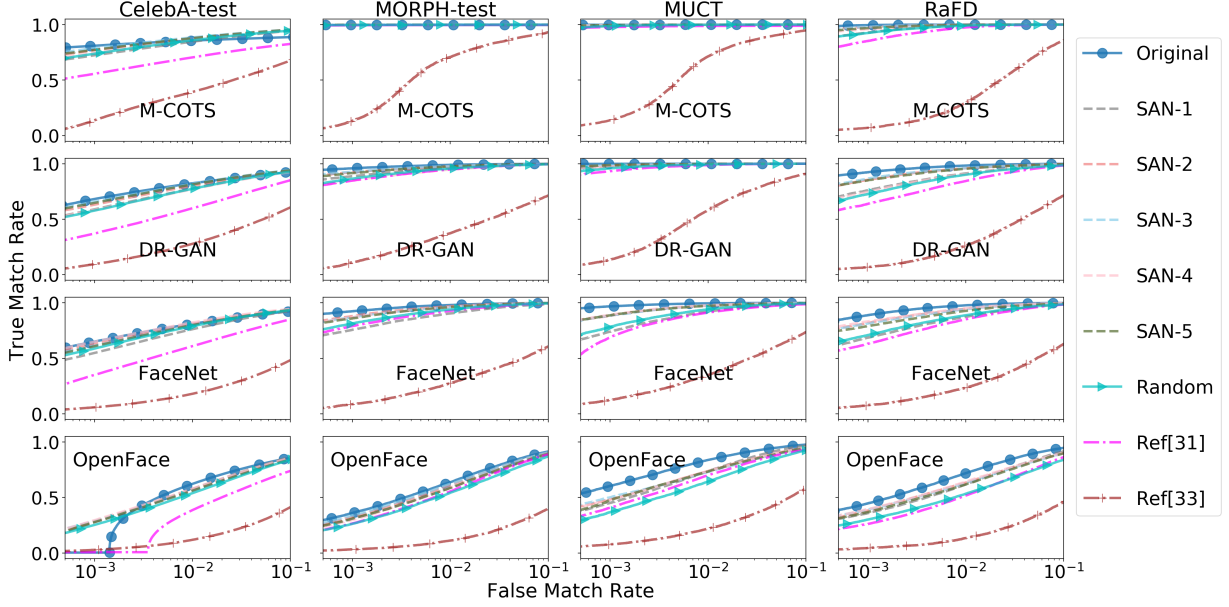 CelebA-test MORPH-test MUCT RaFD
1.0
0.5
0.0
M-COTS M-COTS M-COTS M-COTS
1.0
0.5
0.0
DR-GAN DR-GAN DR-GAN DR-GAN
1.0
0.5
0.0
FaceNet FaceNet FaceNet FaceNet
1.0
0.5
0.0
OpenFace OpenFace OpenFace OpenFace
10⁻³ 10⁻² 10⁻¹ 10⁻³ 10⁻² 10⁻¹ 10⁻³ 10⁻² 10⁻¹ 10⁻³ 10⁻² 10⁻¹
True Match Rate
False Match Rate
Original
SAN-1
SAN-2
SAN-3
SAN-4
SAN-5
Random
Ref[31]
Ref[33]